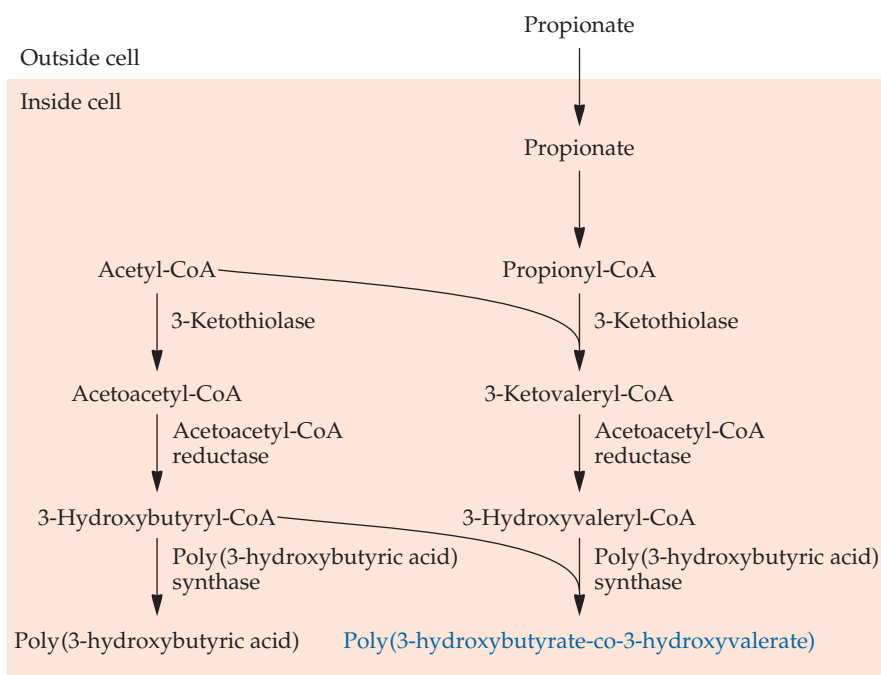 Propionate
Outside cell
Inside cell
Propionate
Acetyl-CoA
Propionyl-CoA
3-Ketothiolase
3-Ketothiolase
Acetoacetyl-CoA
3-Ketovaleryl-CoA
Acetoacetyl-CoA
reductase
Acetoacetyl-CoA
reductase
3-Hydroxybutyryl-CoA
3-Hydroxyvaleryl-CoA
Poly(3-hydroxybutyric acid)
synthase
Poly(3-hydroxybutyric acid)
synthase
Poly(3-hydroxybutyric acid)
Poly(3-hydroxybutyrate-co-3-hydroxyvalerate)